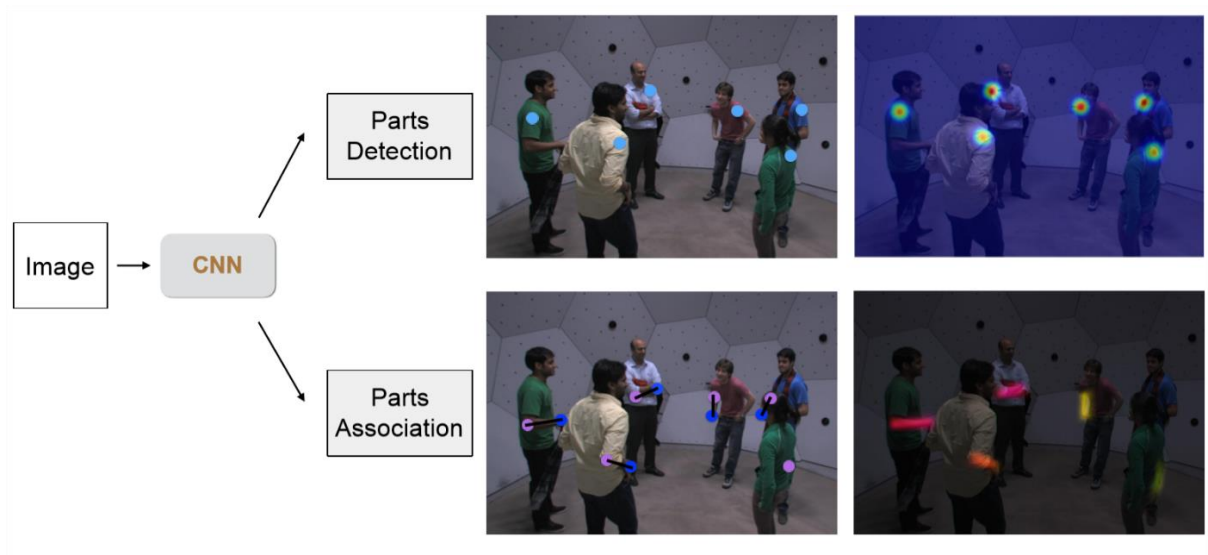 Image
CNN
Parts
Detection
Parts
Association